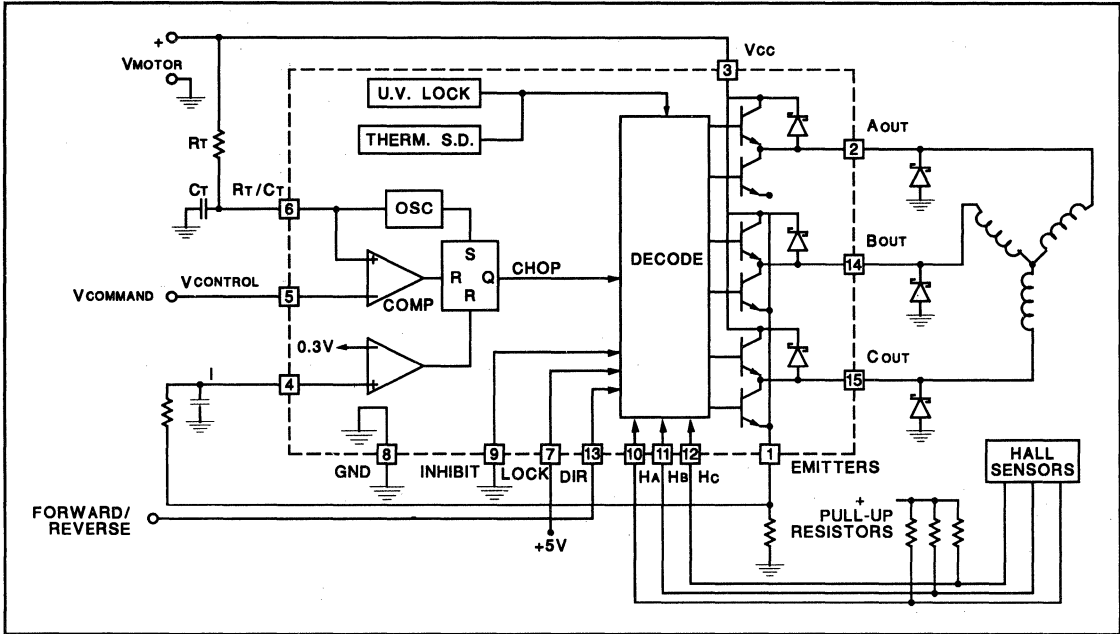 +
VMOTOR
RT
CT
RT/CT
6
VCOMMAND
VCONTROL
5
U.V. LOCK
THERM. S.D.
OSC
+
-
COMP
S
R
Q
R
CHOP
0.3V
-
+
I
4
DECODE
VCC
3
AOUT
2
BOUT
14
COUT
15
GND
8
INHIBIT
9
LOCK
7
DIR
13
10
HA
11
HB
12
HC
1
EMITTERS
HALL
SENSORS
+
PULL-UP
RESISTORS
FORWARD/
REVERSE
+5V